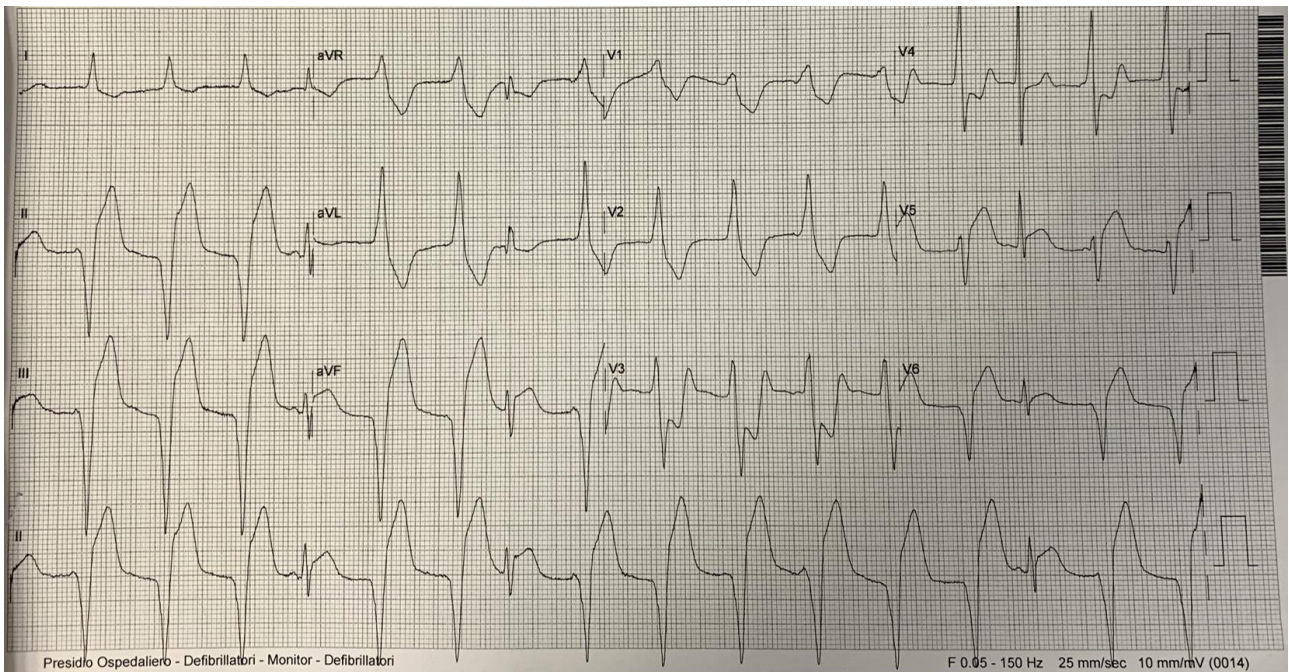 I aVR V1 V4
II aVL V2 V5
III aVF V3 V6
II
Presidio Ospedaliero - Defibrillatori - Monitor - Defibrillatori F 0.05 - 150 Hz 25 mm/sec 10 mm/mV (0014)